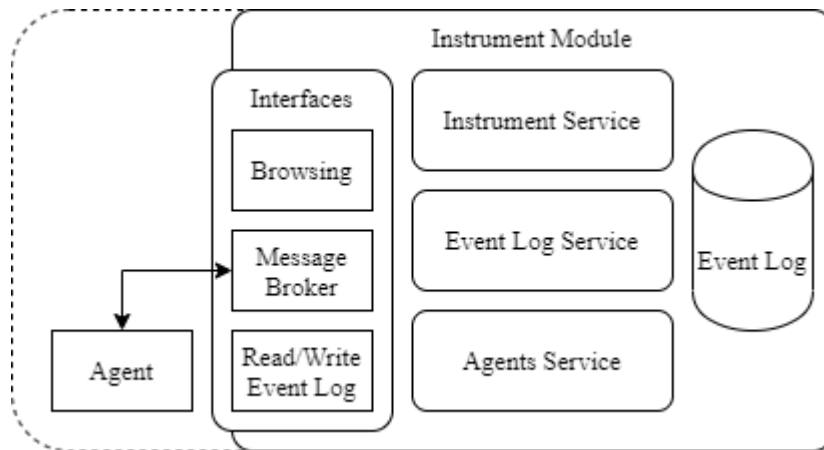 Instrument Module
Interfaces
Browsing
Message
Broker
Read/Write
Event Log
Agent
Instrument Service
Event Log Service
Agents Service
Event Log